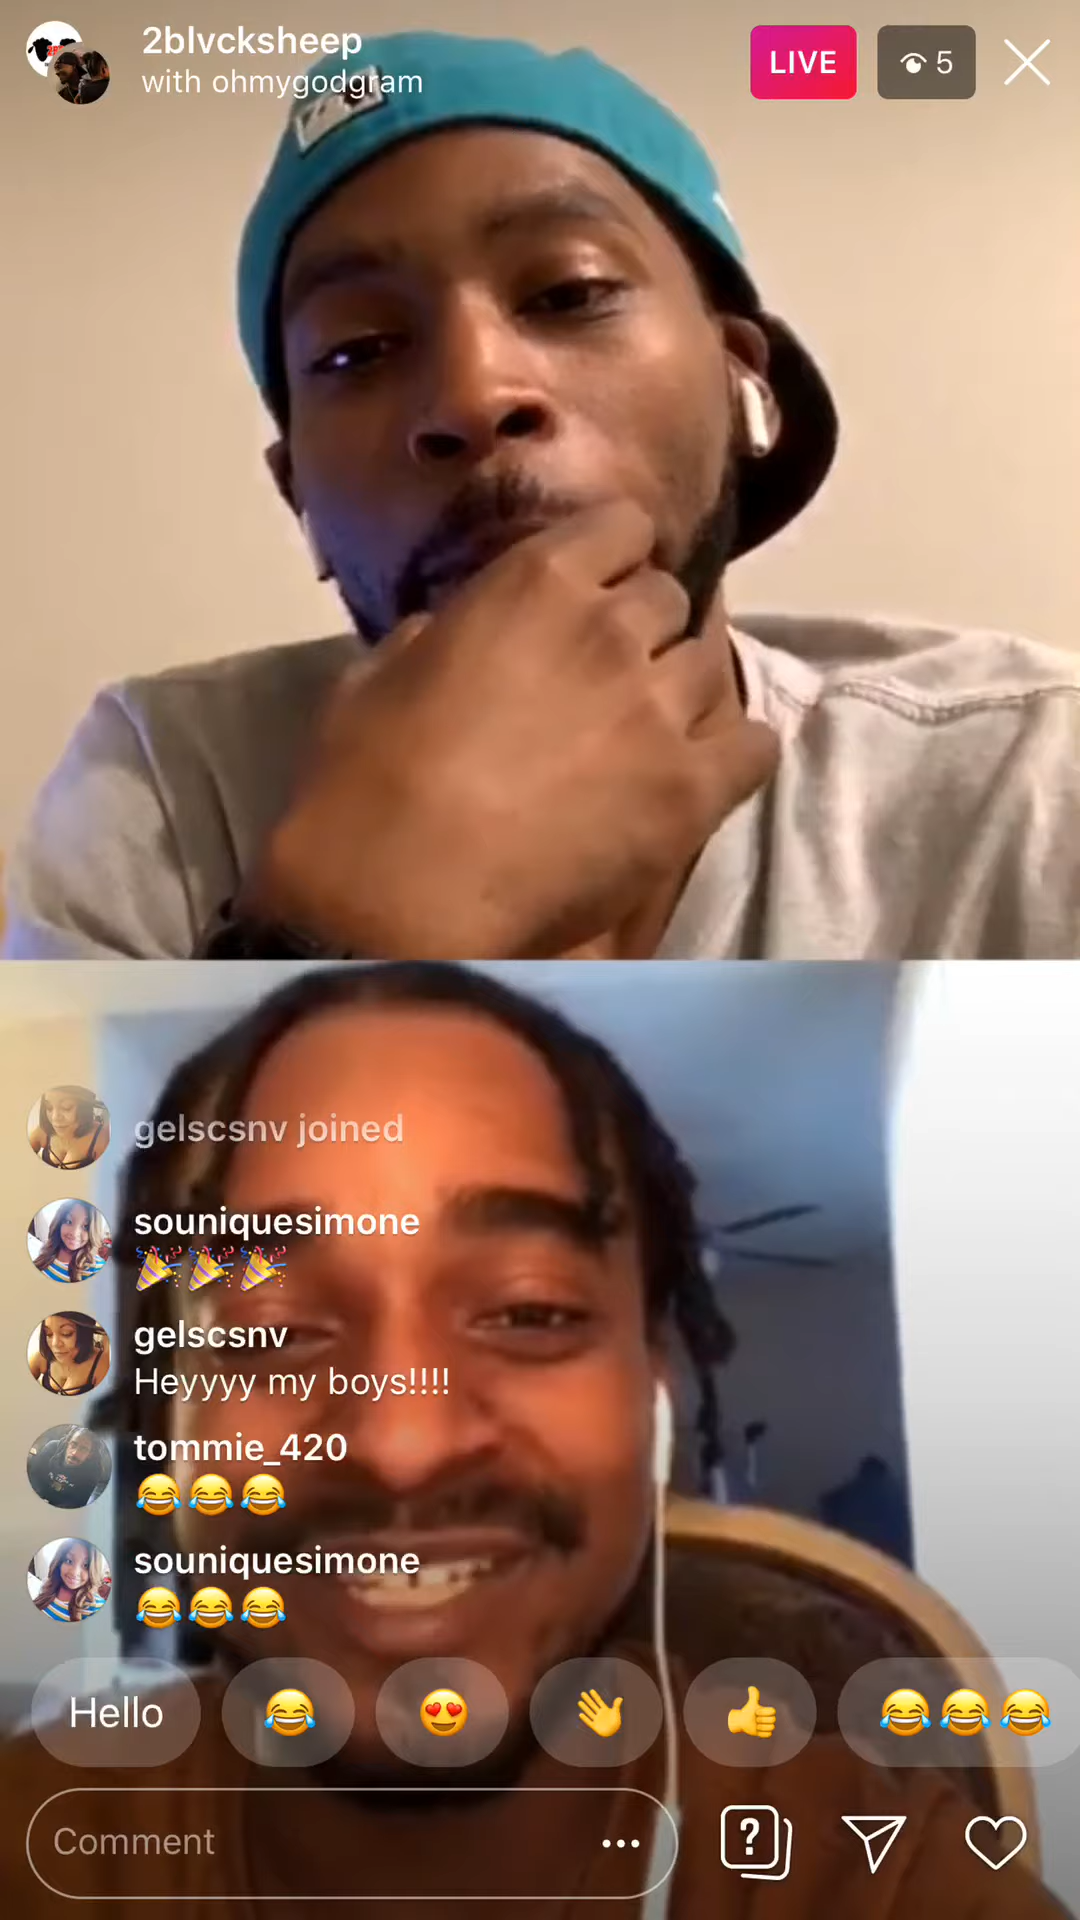 2blvcksheep
with ohmygodgram
LIVE
5
gelscsnv joined
souniquesimone
🎉🎉🎉
gelscsnv
Heyyyy my boys!!!!
tommie_420
😂😂😂
souniquesimone
😂😂😂
Hello 😂 😍 👋 👍 😂😂😂
Comment